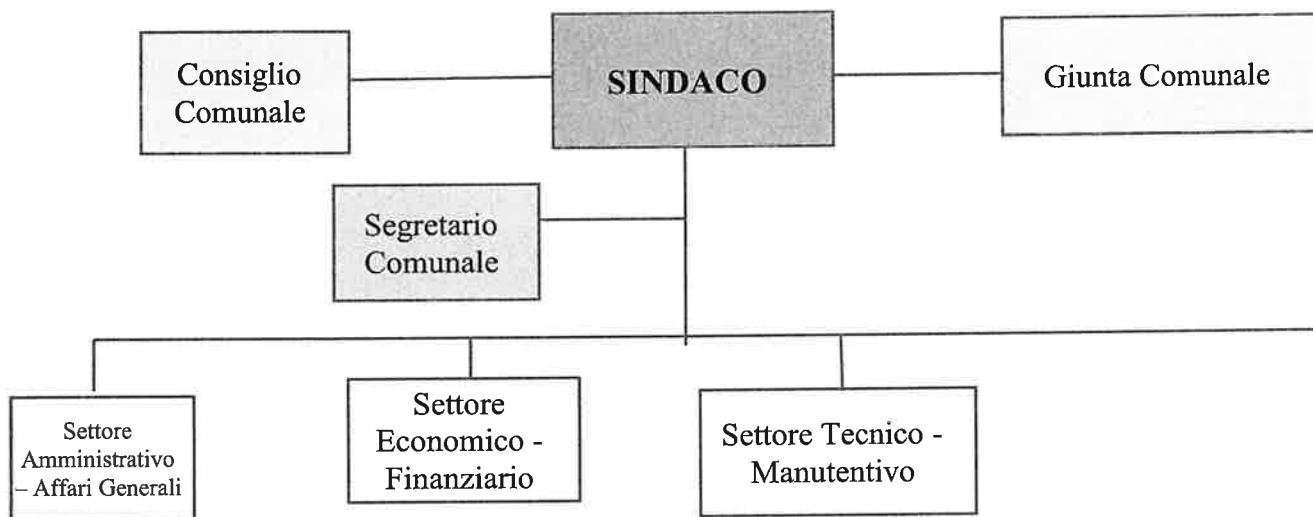 Consiglio
Comunale
SINDACO
Giunta Comunale
Segretario
Comunale
Settore
Amministrativo
– Affari Generali
Settore
Economico -
Finanziario
Settore Tecnico -
Manutentivo